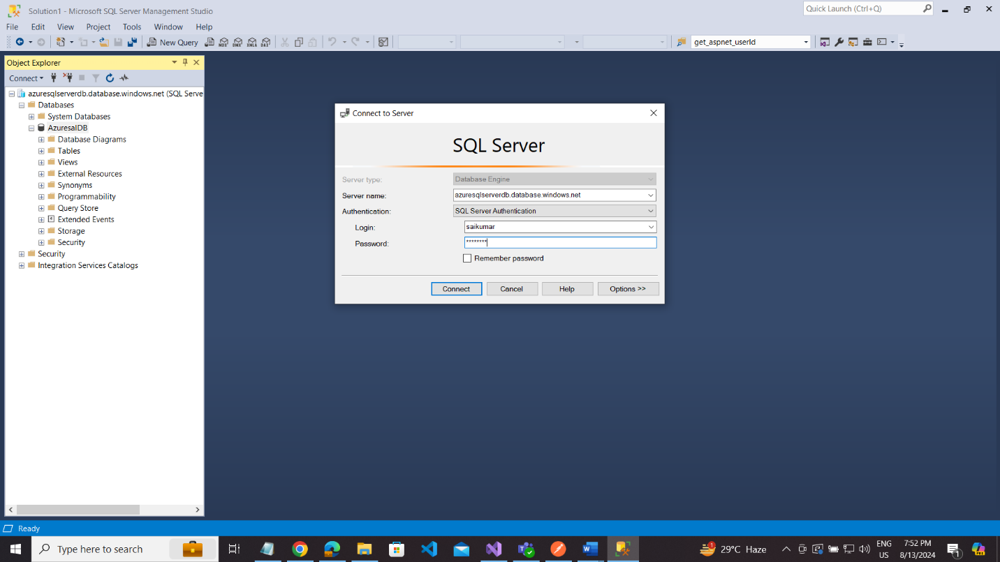 Solution1 - Microsoft SQL Server Management Studio
Quick Launch (Ctrl+Q)
File Edit View Project Tools Window Help
New Query MDX DMX XMLA DAX get_aspnet_userId
Object Explorer
Connect
azuresqlserverdb.database.windows.net (SQL Serve
Databases
System Databases
AzuresalDB
Database Diagrams
Tables
Views
External Resources
Synonyms
Programmability
Query Store
Extended Events
Storage
Security
Security
Integration Services Catalogs
Connect to Server
SQL Server
Server type: Database Engine
Server name: azuresqlserverdb.database.windows.net
Authentication: SQL Server Authentication
Login: saikumar
Password: ********
Remember password
Connect Cancel Help Options >>
Ready
Type here to search
1 29°C Haze
ENG
US
7:52 PM
8/13/2024
1
PRE